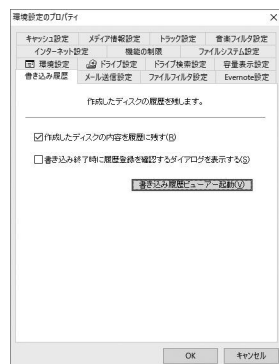 環境設定のプロパティ
キャッシュ設定 メディア情報設定 トラック設定 音楽フィルタ設定
インターネット設定 機能の制限 ファイルシステム設定
環境設定 ドライブ設定 ドライブ検索設定 容量表示設定
書き込み履歴 メール送信設定 ファイルフィルタ設定 Evernote設定
作成したディスクの履歴を残します。
作成したディスクの内容を履歴に残す(R)
書き込み終了時に履歴登録を確認するダイアログを表示する(S)
書き込み履歴ビューアー起動(V)
OK キャンセル